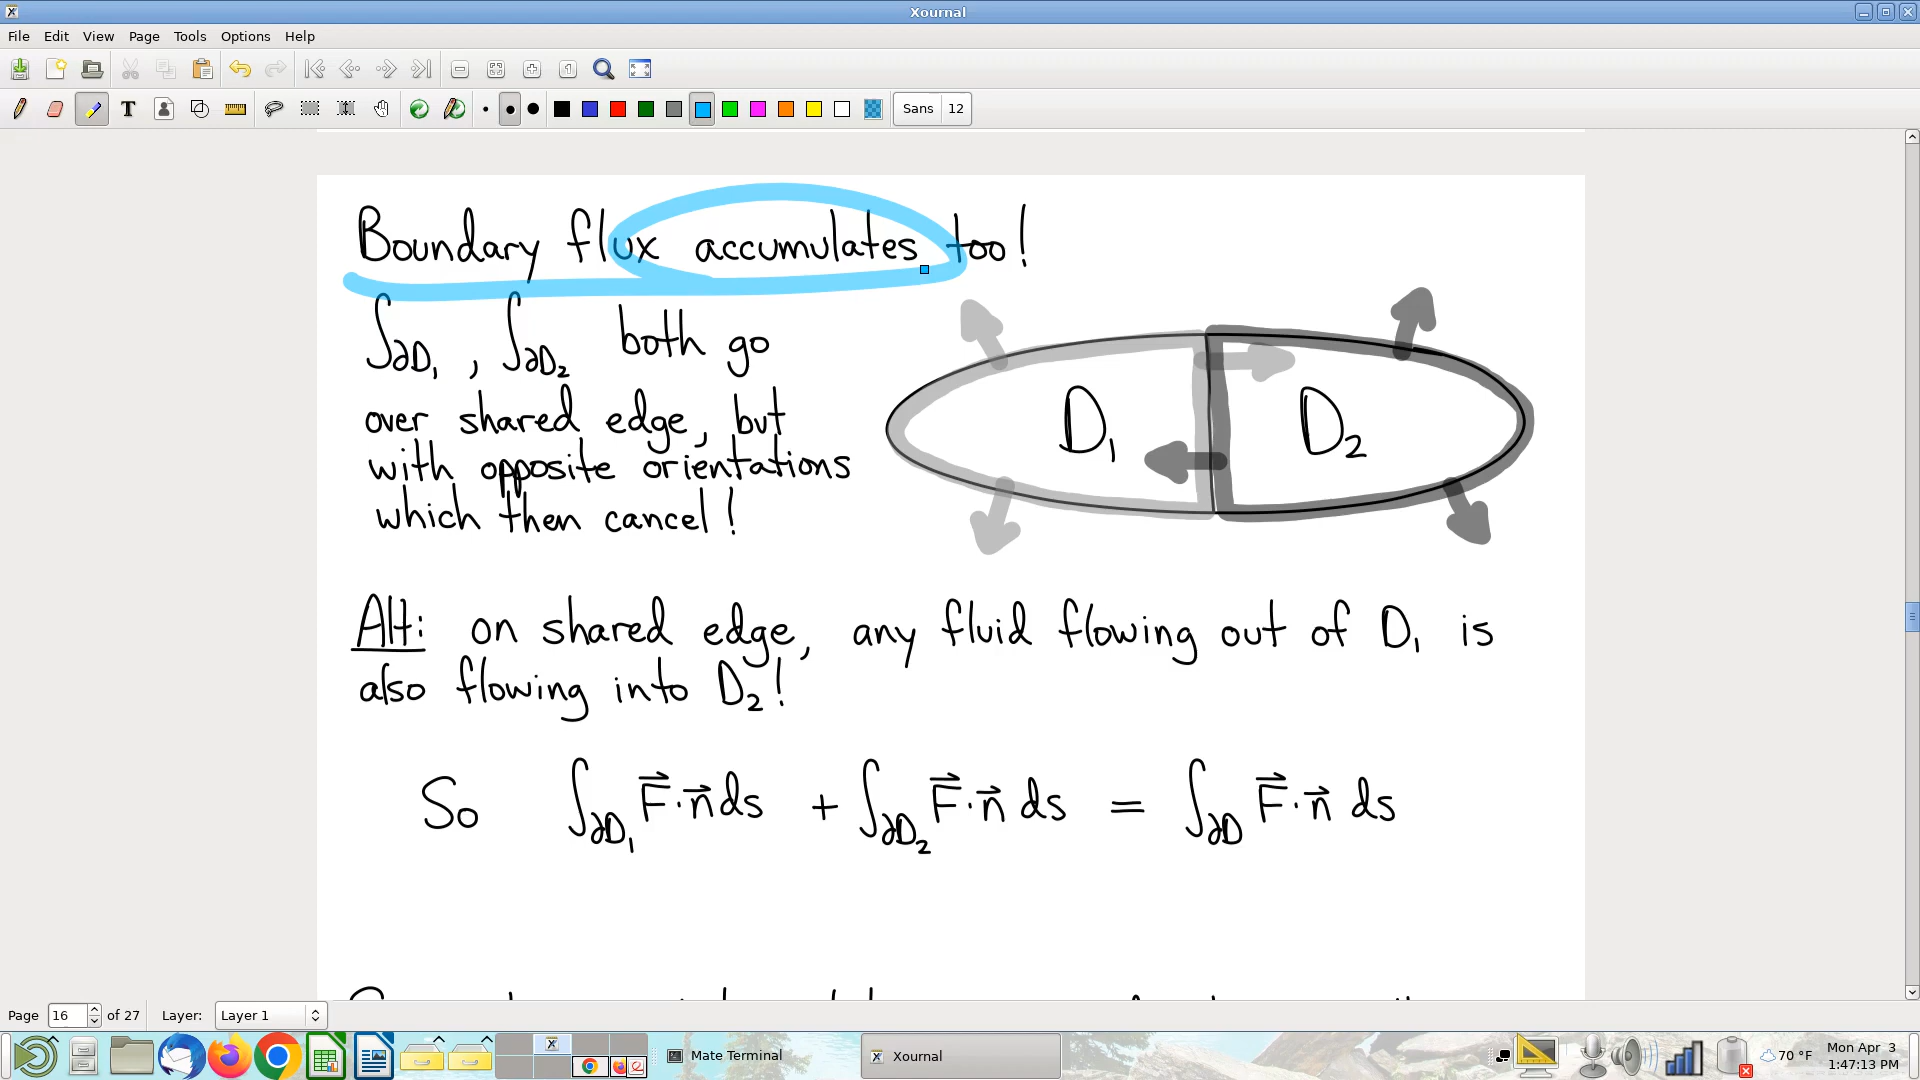 Xournal
File Edit View Page Tools Options Help
Sans 12
Boundary flux accumulates too!
∫∂D₁ , ∫∂D₂ both go
over shared edge, but
with opposite orientations
which then cancel!
D₁ D₂
Alt: on shared edge, any fluid flowing out of D₁ is
also flowing into D₂!
So ∫∂D₁ F⃗·n⃗ ds + ∫∂D₂ F⃗·n⃗ ds = ∫∂D F⃗·n⃗ ds
Page 16 of 27 Layer: Layer 1
Mate Terminal
Xournal
70 °F
Mon Apr 3
1:47:13 PM